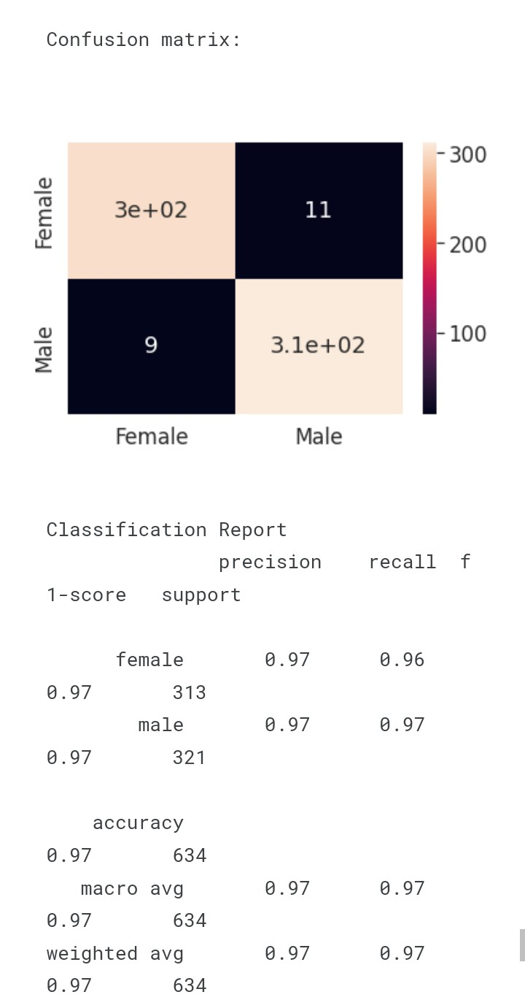 Confusion matrix:
Female
3e+02 11
Male
9 3.1e+02
Female Male
300
200
100
Classification Report
precision recall f
1-score support
female 0.97 0.96
0.97 313
male 0.97 0.97
0.97 321
accuracy
0.97 634
macro avg 0.97 0.97
0.97 634
weighted avg 0.97 0.97
0.97 634